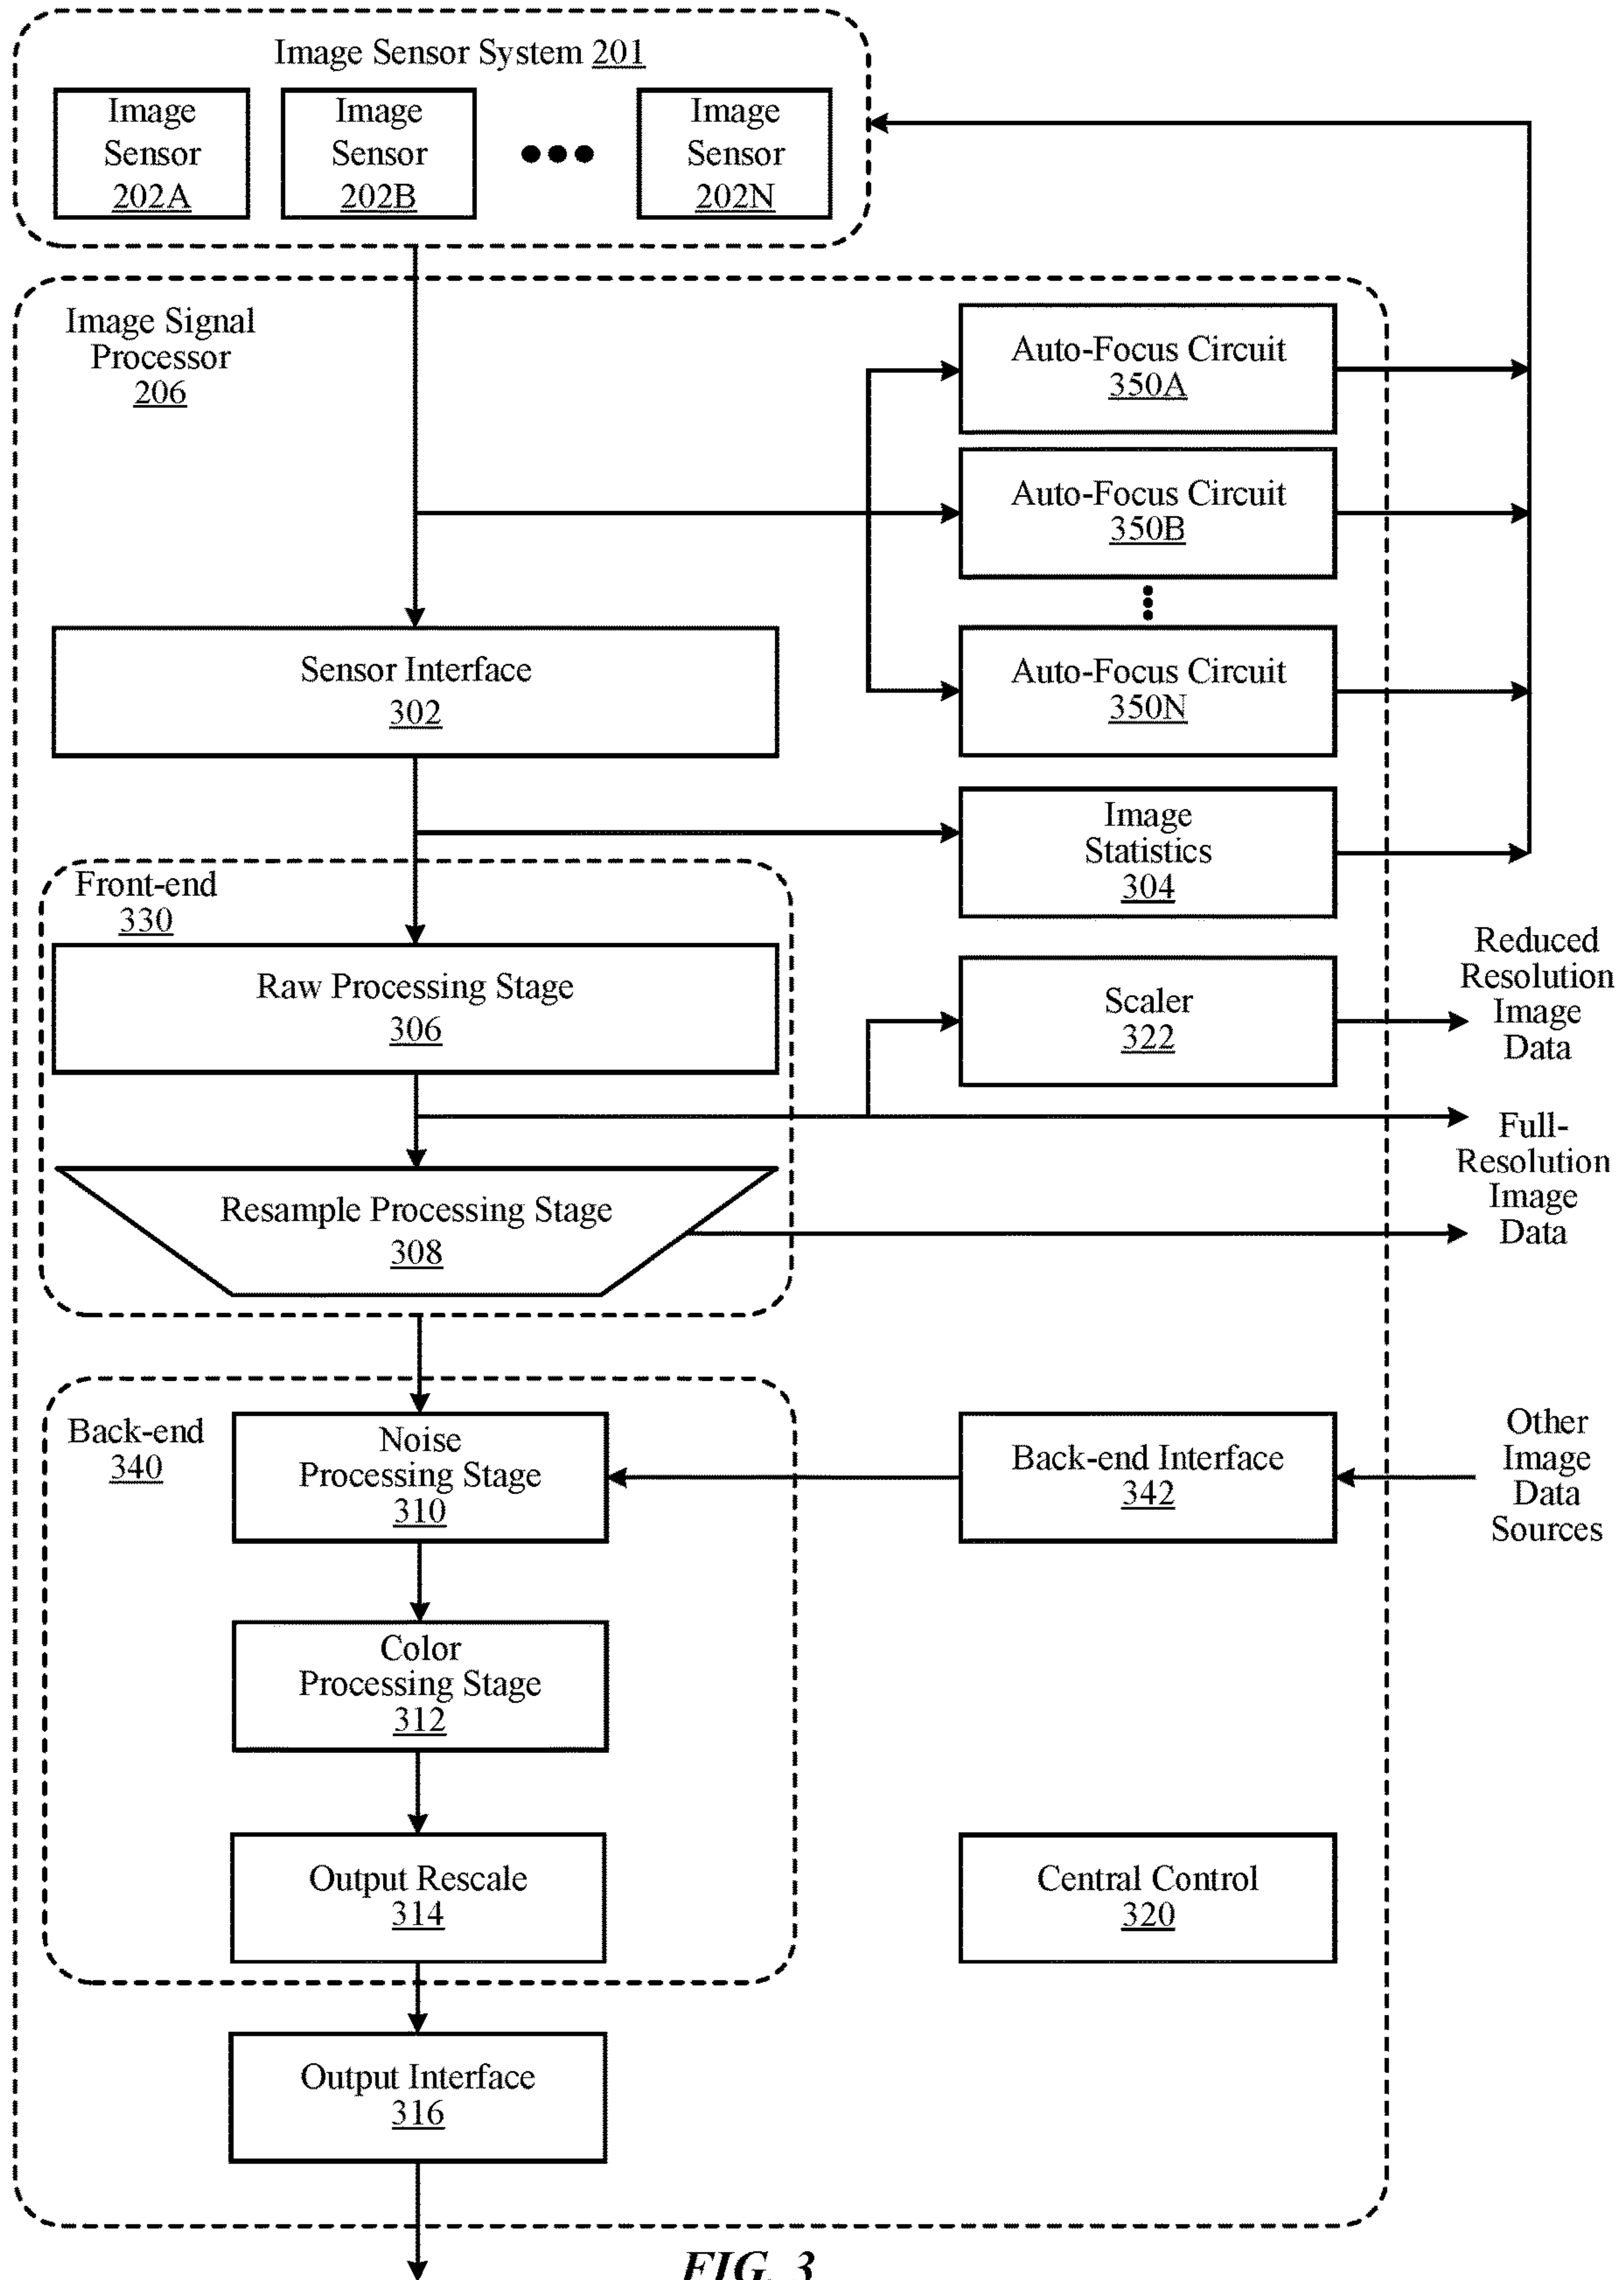 Image Sensor System 201
Image
Sensor
202A
Image
Sensor
202B
Image
Sensor
202N
Image Signal
Processor
206
Auto-Focus Circuit
350A
Auto-Focus Circuit
350B
Auto-Focus Circuit
350N
Sensor Interface
302
Image
Statistics
304
Front-end
330
Raw Processing Stage
306
Scaler
322
Reduced
Resolution
Image
Data
Full-
Resolution
Image
Data
Resample Processing Stage
308
Back-end
340
Noise
Processing Stage
310
Back-end Interface
342
Other
Image
Data
Sources
Color
Processing Stage
312
Output Rescale
314
Central Control
320
Output Interface
316
FIG. 3